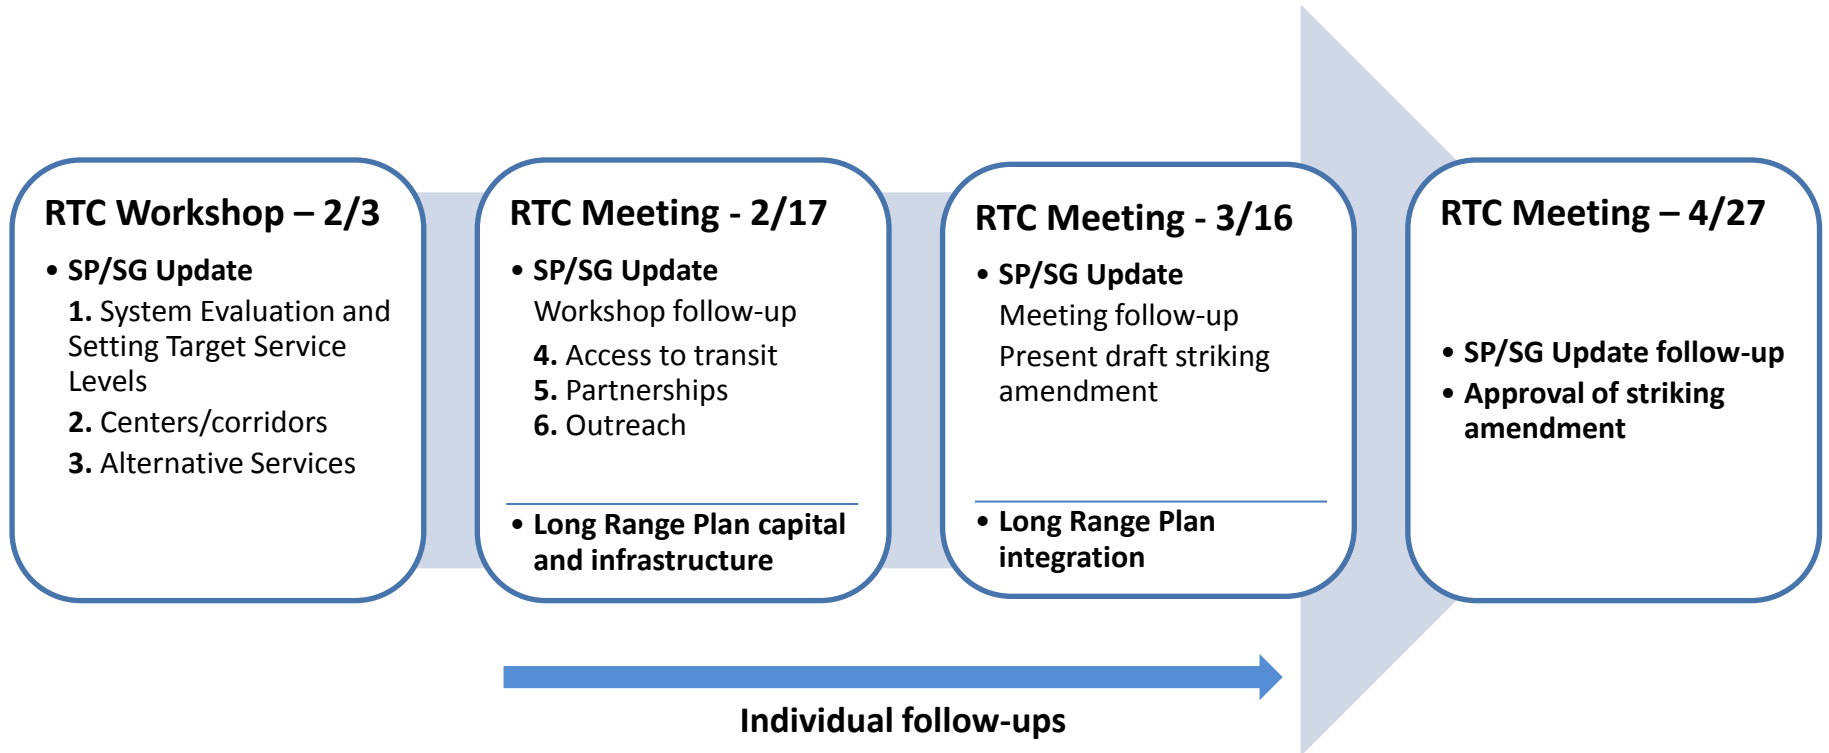 RTC Workshop – 2/3
• SP/SG Update
1. System Evaluation and
Setting Target Service
Levels
2. Centers/corridors
3. Alternative Services
RTC Meeting - 2/17
• SP/SG Update
Workshop follow-up
4. Access to transit
5. Partnerships
6. Outreach
• Long Range Plan capital
and infrastructure
RTC Meeting - 3/16
• SP/SG Update
Meeting follow-up
Present draft striking
amendment
• Long Range Plan
integration
RTC Meeting – 4/27
• SP/SG Update follow-up
• Approval of striking
amendment
Individual follow-ups